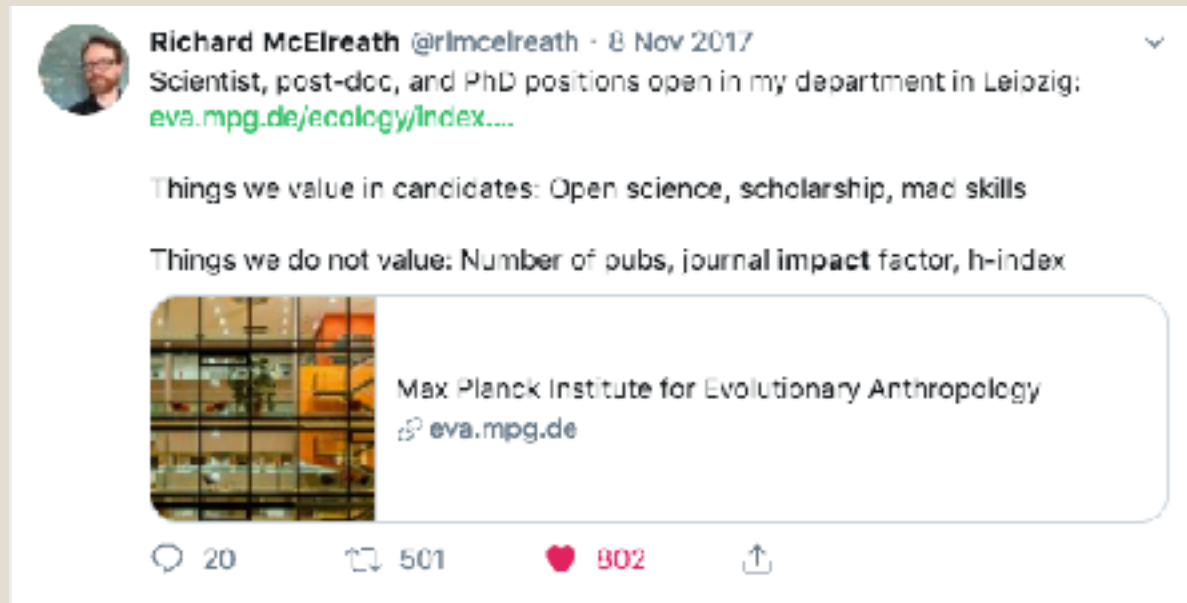 Richard McElreath @rlmcelreath · 8 Nov 2017
Scientist, post-doc, and PhD positions open in my department in Leipzig:
eva.mpg.de/ecology/index....
Things we value in candidates: Open science, scholarship, mad skills
Things we do not value: Number of pubs, journal impact factor, h-index
Max Planck Institute for Evolutionary Anthropology
eva.mpg.de
20 501 802